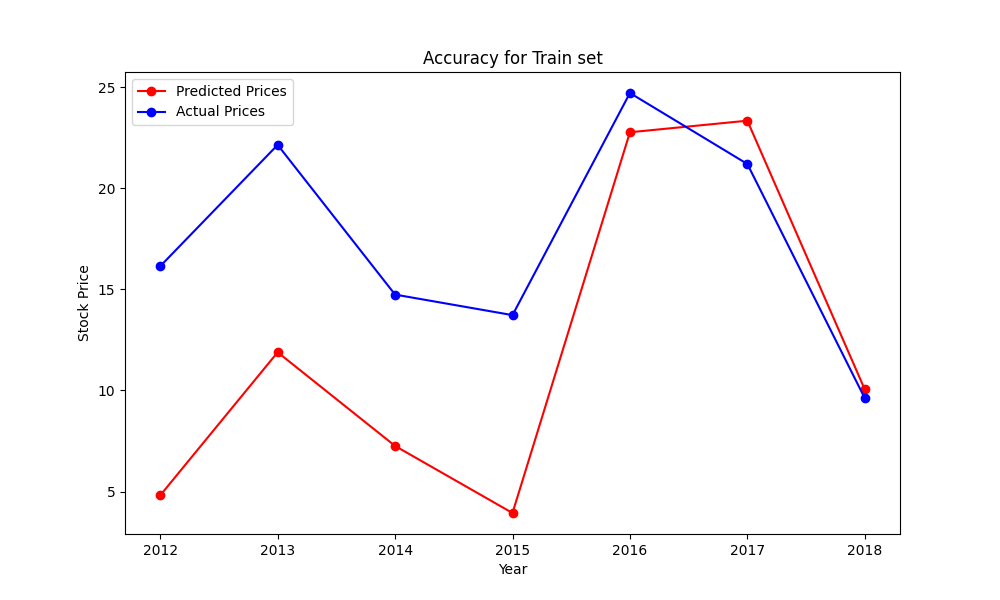 Accuracy for Train set
Predicted Prices
Actual Prices
25
20
15
10
5
Stock Price
2012 2013 2014 2015 2016 2017 2018
Year